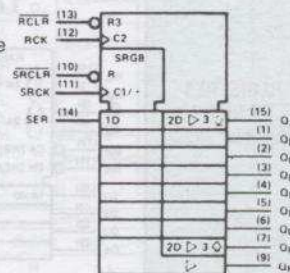 RCLR (13) R3
RCK (12) C2
SRG8
SRCLR (10) R
SRCK (11) C1/→
SER (14) 1D 2D ▷ 3 (15) Q
(1) Q
(2) Q
(3) Q
(4) Q
(5) Q
(6) Q
2D ▷ 3 (7) Q
(9) Q